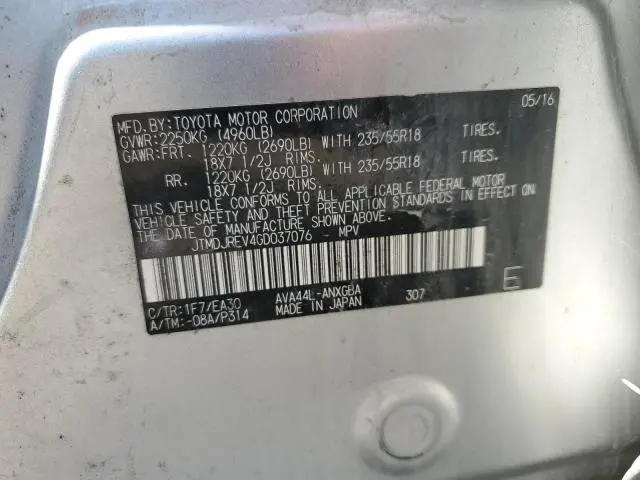 MFD.BY:TOYOTA MOTOR CORPORATION 05/16
GVWR:2250KG (4960LB)
GAWR:FRT. 1220KG (2690LB) WITH 235/55R18 TIRES.
18X7 1/2J RIMS.
RR. 1220KG (2690LB) WITH 235/55R18 TIRES.
18X7 1/2J RIMS.
THIS VEHICLE CONFORMS TO ALL APPLICABLE FEDERAL MOTOR
VEHICLE SAFETY AND THEFT PREVENTION STANDARDS IN EFFECT ON
THE DATE OF MANUFACTURE SHOWN ABOVE.
JTMDJREV4GD037076 MPV
C/TR:1F7/EA30 AVA44L-ANXGBA 307 E
A/TM:-08A/P314 MADE IN JAPAN